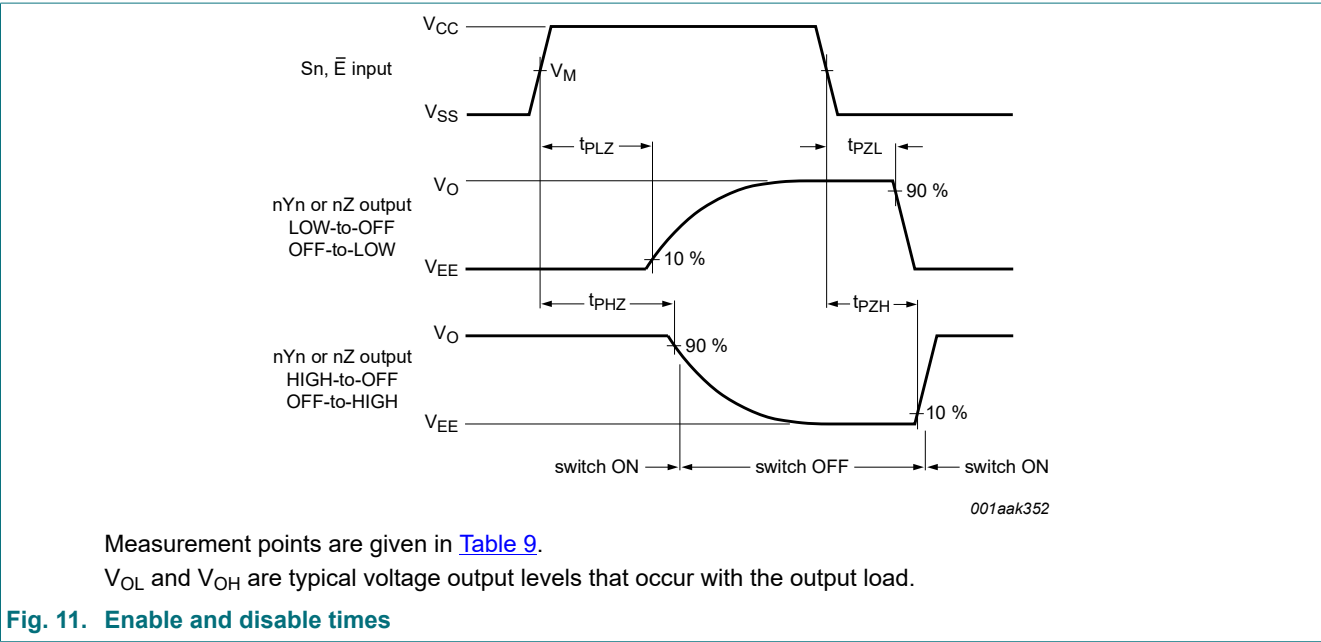 VCC
Sn, E̅ input
VM
VSS
tPLZ
tPZL
VO
90 %
nYn or nZ output
LOW-to-OFF
OFF-to-LOW
10 %
VEE
tPHZ
tPZH
VO
90 %
nYn or nZ output
HIGH-to-OFF
OFF-to-HIGH
10 %
VEE
switch ON
switch OFF
switch ON
001aak352
Measurement points are given in Table 9.
VOL and VOH are typical voltage output levels that occur with the output load.
Fig. 11. Enable and disable times